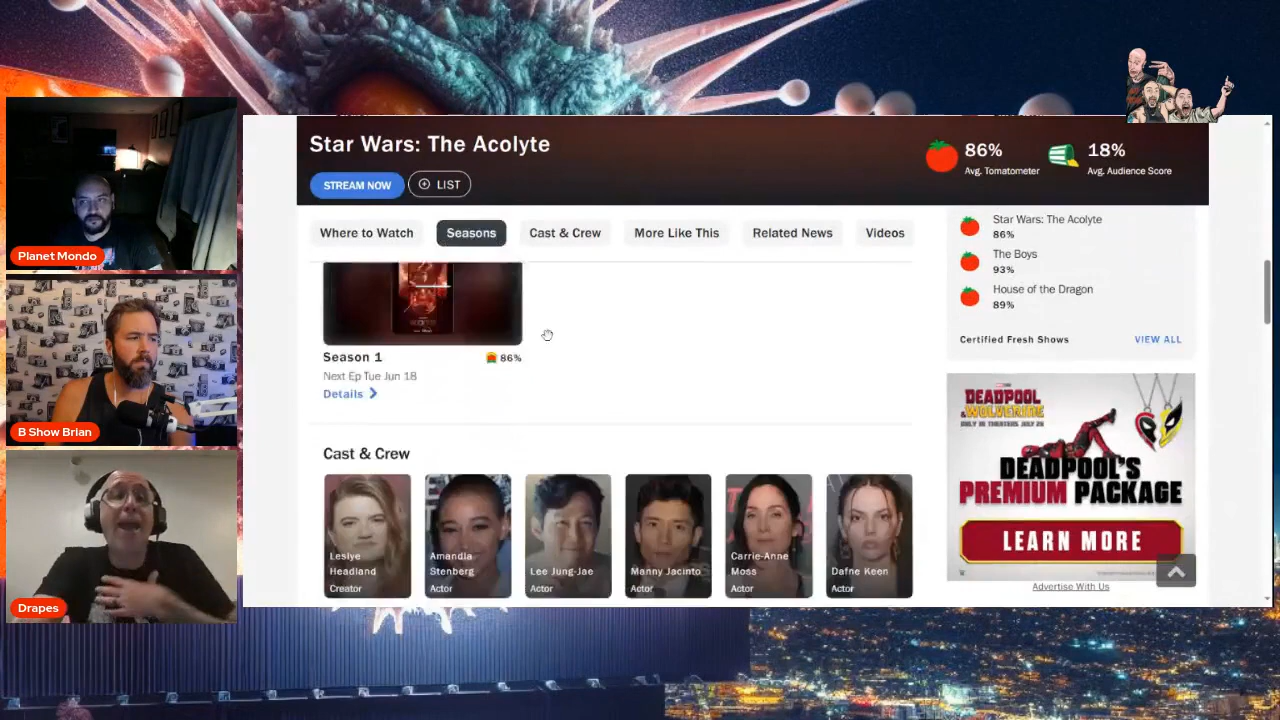 Star Wars: The Acolyte
86%
Avg. Tomatometer
18%
Avg. Audience Score
STREAM NOW
LIST
Where to Watch
Seasons
Cast & Crew
More Like This
Related News
Videos
Season 1
86%
Next Ep Tue Jun 18
Details
Cast & Crew
Leslye
Headland
Creator
Amandla
Stenberg
Actor
Lee Jung-Jae
Actor
Manny Jacinto
Actor
Carrie-Anne
Moss
Actor
Dafne Keen
Actor
Star Wars: The Acolyte
86%
The Boys
93%
House of the Dragon
89%
Certified Fresh Shows
VIEW ALL
DEADPOOL
& WOLVERINE
DEADPOOL'S
PREMIUM PACKAGE
LEARN MORE
Advertise With Us
Planet Mondo
B Show Brian
Drapes